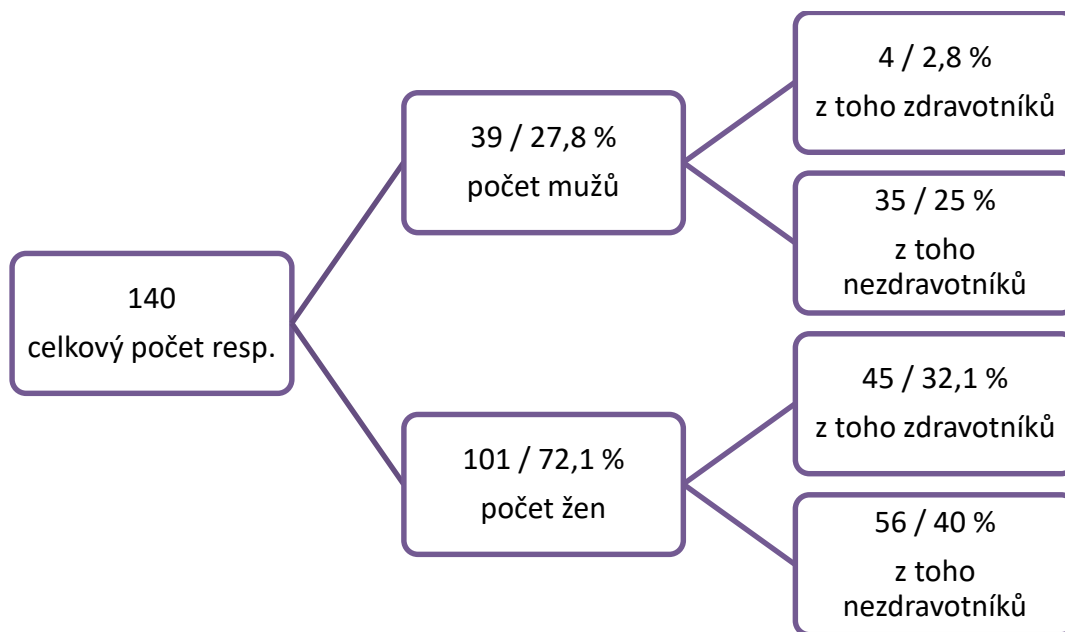 140
celkový počet resp.
39 / 27,8 %
počet mužů
4 / 2,8 %
z toho zdravotníků
35 / 25 %
z toho
nezdravotníků
101 / 72,1 %
počet žen
45 / 32,1 %
z toho zdravotníků
56 / 40 %
z toho
nezdravotníků